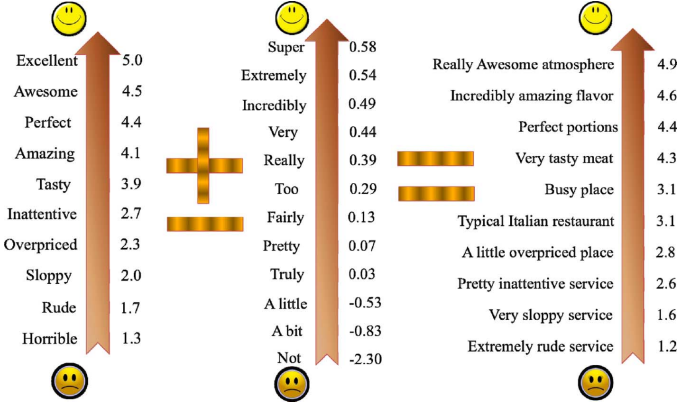 Excellent 5.0
Awesome 4.5
Perfect 4.4
Amazing 4.1
Tasty 3.9
Inattentive 2.7
Overpriced 2.3
Sloppy 2.0
Rude 1.7
Horrible 1.3
Super 0.58
Extremely 0.54
Incredibly 0.49
Very 0.44
Really 0.39
Too 0.29
Fairly 0.13
Pretty 0.07
Truly 0.03
A little -0.53
A bit -0.83
Not -2.30
Really Awesome atmosphere 4.9
Incredibly amazing flavor 4.6
Perfect portions 4.4
Very tasty meat 4.3
Busy place 3.1
Typical Italian restaurant 3.1
A little overpriced place 2.8
Pretty inattentive service 2.6
Very sloppy service 1.6
Extremely rude service 1.2